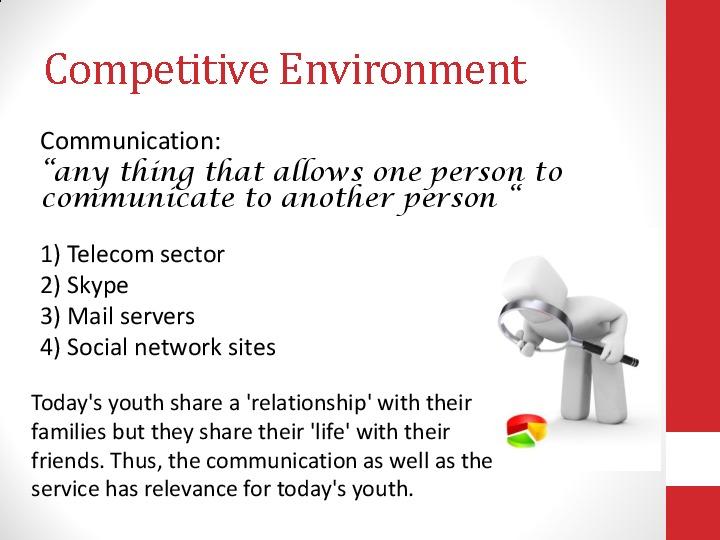 Competitive Environment
Communication:
“any thing that allows one person to
communicate to another person “
1) Telecom sector
2) Skype
3) Mail servers
4) Social network sites
Today's youth share a 'relationship' with their
families but they share their 'life' with their
friends. Thus, the communication as well as the
service has relevance for today's youth.